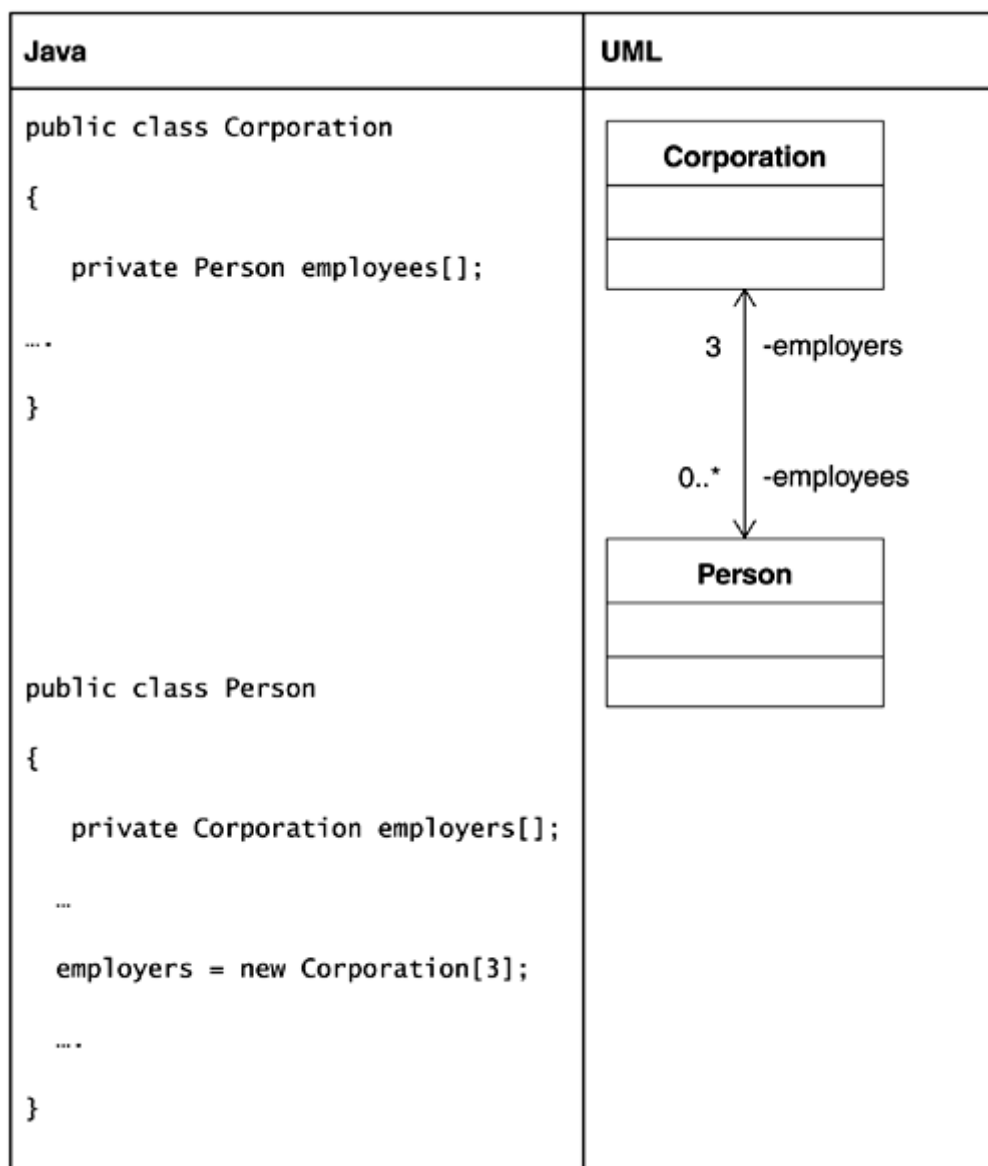 Java
public class Corporation
{
private Person employees[];
....
}
public class Person
{
private Corporation employers[];
...
employers = new Corporation[3];
....
}
UML
Corporation
3 -employers
0..* -employees
Person